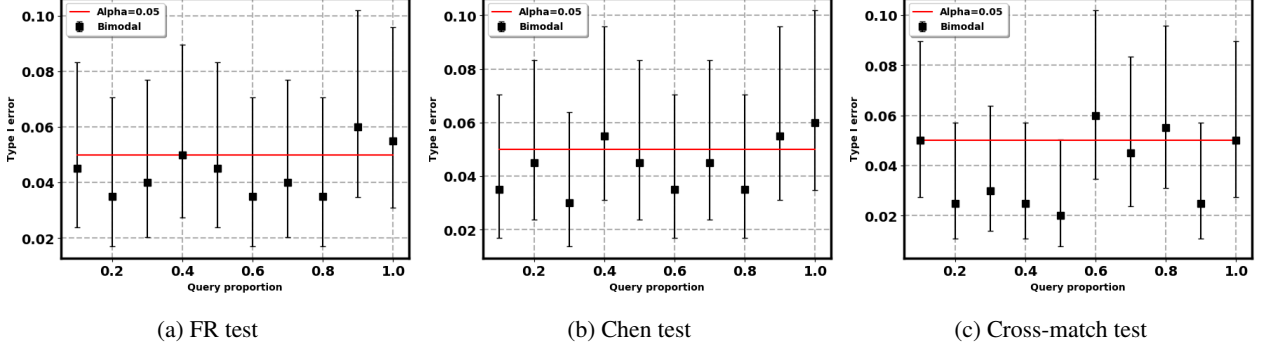 0.10
0.08
0.06
0.04
0.02
Type I error
Alpha=0.05
Bimodal
0.2
0.4
0.6
0.8
1.0
Query proportion
(a) FR test
0.10
0.08
0.06
0.04
0.02
Type I error
Alpha=0.05
Bimodal
0.2
0.4
0.6
0.8
1.0
Query proportion
(b) Chen test
0.10
0.08
0.06
0.04
0.02
Type I error
Alpha=0.05
Bimodal
0.2
0.4
0.6
0.8
1.0
Query proportion
(c) Cross-match test